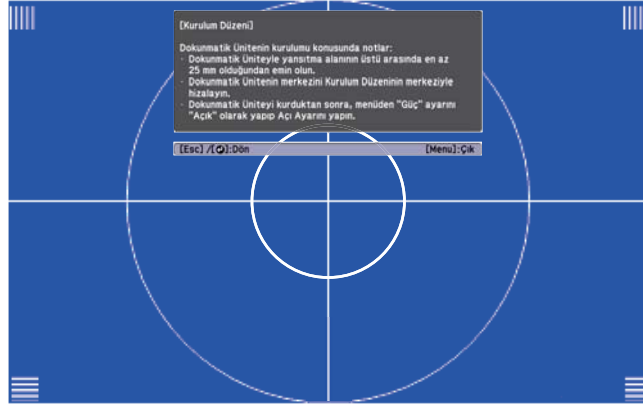 [Kurulum Düzeni]
Dokunmatik Ünitenin kurulumu konusunda notlar:
· Dokunmatik Üniteyle yansıtma alanının üstü arasında en az
25 mm olduğundan emin olun.
· Dokunmatik Ünitenin merkezini Kurulum Düzeninin merkeziyle
hizalayın.
· Dokunmatik Üniteyi kurduktan sonra, menüden "Güç" ayarını
"Açık" olarak yapıp Açı Ayarını yapın.
[Esc] /[↵]:Dön [Menu]:Çık